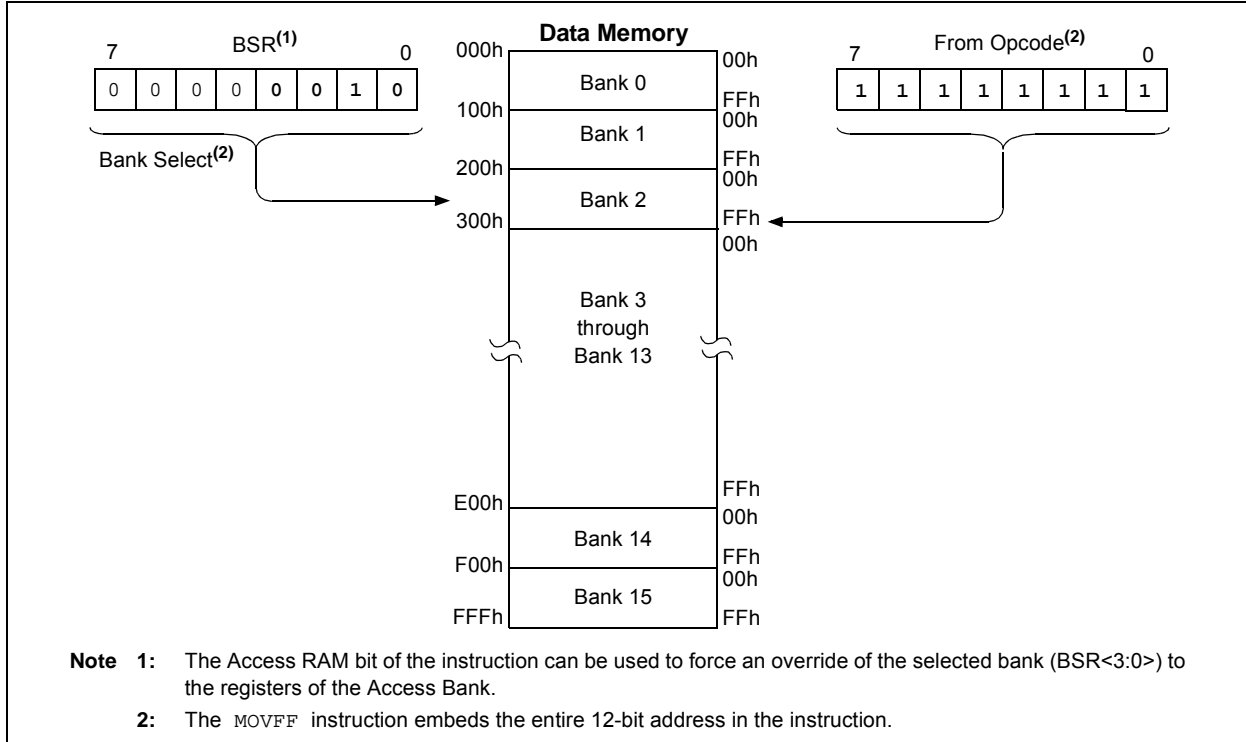 Data Memory
7 BSR(1) 0
0 0 0 0 0 0 1 0
Bank Select(2)
000h
100h
200h
300h
E00h
F00h
FFFh
Bank 0
Bank 1
Bank 2
Bank 3
through
Bank 13
Bank 14
Bank 15
00h
FFh
00h
FFh
00h
FFh
00h
FFh
00h
FFh
00h
FFh
7 From Opcode(2) 0
1 1 1 1 1 1 1 1
Note 1: The Access RAM bit of the instruction can be used to force an override of the selected bank (BSR<3:0>) to
the registers of the Access Bank.
2: The MOVFF instruction embeds the entire 12-bit address in the instruction.